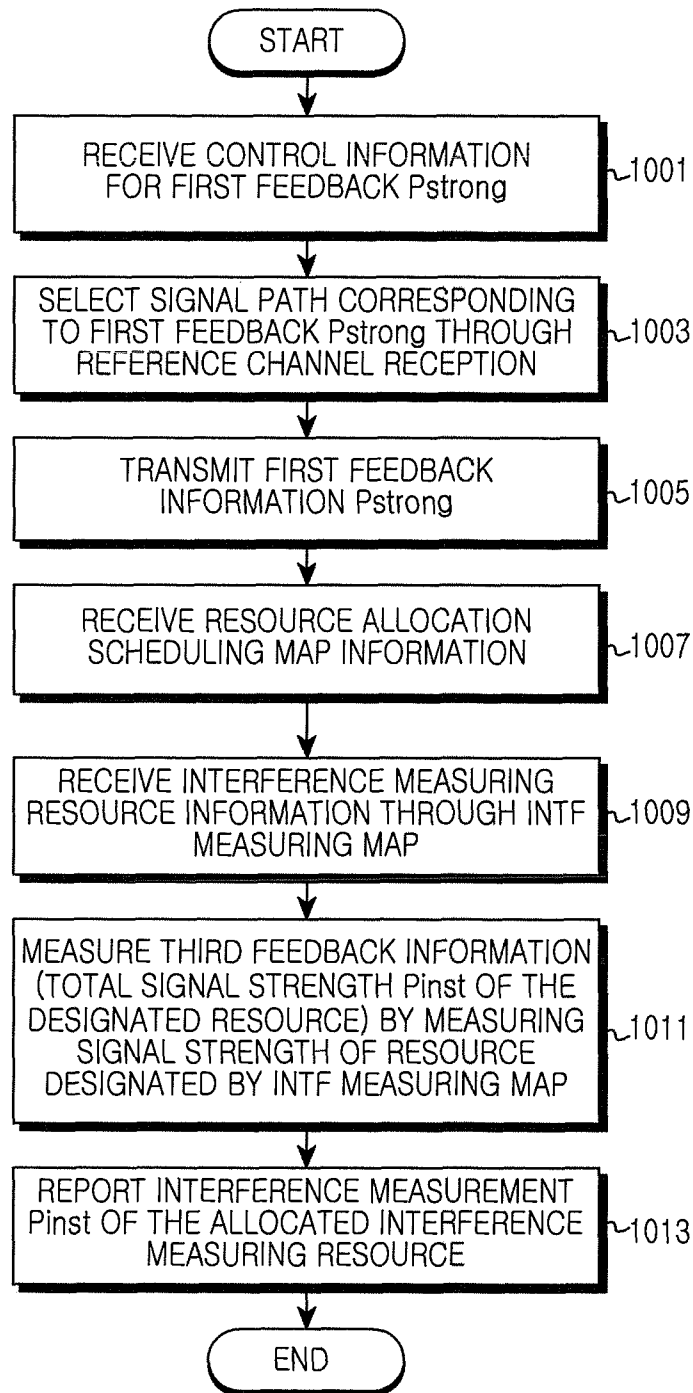 START
RECEIVE CONTROL INFORMATION
FOR FIRST FEEDBACK Pstrong
1001
SELECT SIGNAL PATH CORRESPONDING
TO FIRST FEEDBACK Pstrong THROUGH
REFERENCE CHANNEL RECEPTION
1003
TRANSMIT FIRST FEEDBACK
INFORMATION Pstrong
1005
RECEIVE RESOURCE ALLOCATION
SCHEDULING MAP INFORMATION
1007
RECEIVE INTERFERENCE MEASURING
RESOURCE INFORMATION THROUGH INTF
MEASURING MAP
1009
MEASURE THIRD FEEDBACK INFORMATION
(TOTAL SIGNAL STRENGTH Pinst OF THE
DESIGNATED RESOURCE) BY MEASURING
SIGNAL STRENGTH OF RESOURCE
DESIGNATED BY INTF MEASURING MAP
1011
REPORT INTERFERENCE MEASUREMENT
Pinst OF THE ALLOCATED INTERFERENCE
MEASURING RESOURCE
1013
END